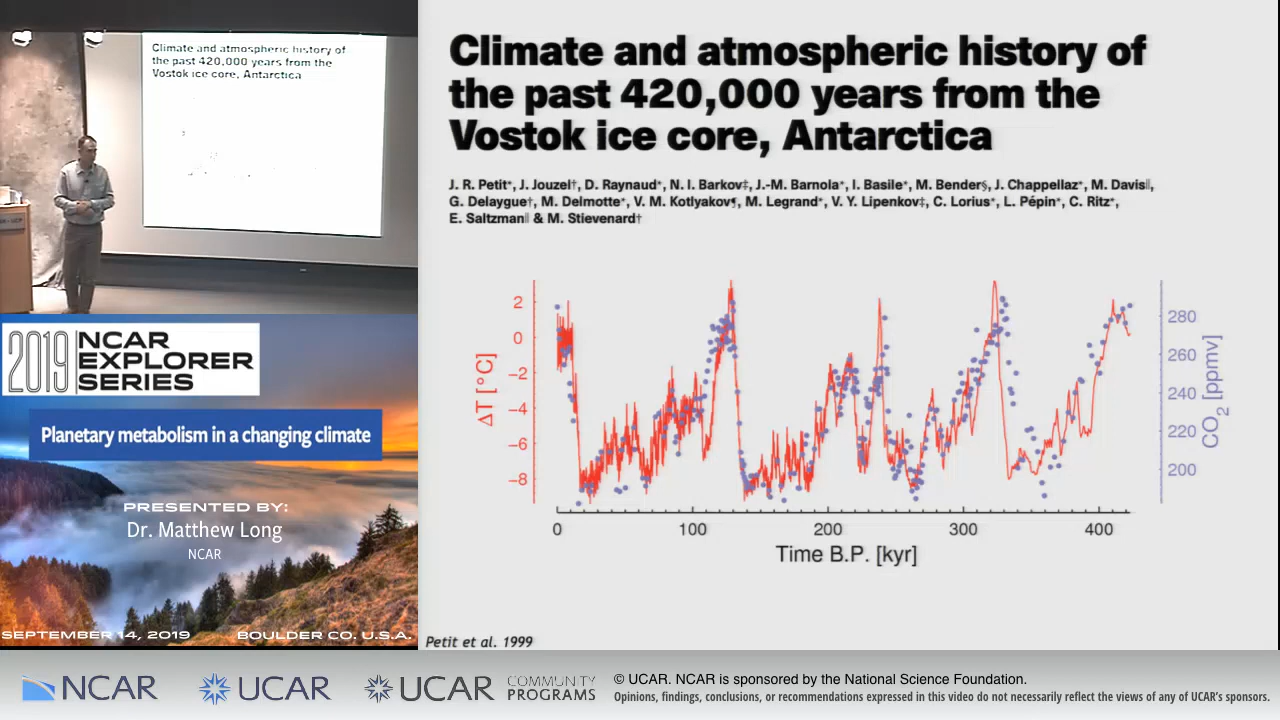 Climate and atmospheric history of
the past 420,000 years from the
Vostok ice core, Antarctica
Climate and atmospheric history of
the past 420,000 years from the
Vostok ice core, Antarctica
J. R. Petit*, J. Jouzel†, D. Raynaud*, N. I. Barkov‡, J.-M. Barnola*, I. Basile*, M. Bender§, J. Chappellaz*, M. Davis∥,
G. Delaygue†, M. Delmotte*, V. M. Kotlyakov¶, M. Legrand*, V. Y. Lipenkov‡, C. Lorius*, L. Pépin*, C. Ritz*,
E. Saltzman∥ & M. Stievenard†
2
0
−2
−4
−6
−8
ΔT [°C]
280
260
240
220
200
CO2 [ppmv]
0 100 200 300 400
Time B.P. [kyr]
Petit et al. 1999
2019 NCAR
EXPLORER
SERIES
Planetary metabolism in a changing climate
PRESENTED BY:
Dr. Matthew Long
NCAR
SEPTEMBER 14, 2019 BOULDER CO. U.S.A.
NCAR UCAR UCAR COMMUNITY
PROGRAMS
© UCAR. NCAR is sponsored by the National Science Foundation.
Opinions, findings, conclusions, or recommendations expressed in this video do not necessarily reflect the views of any of UCAR's sponsors.